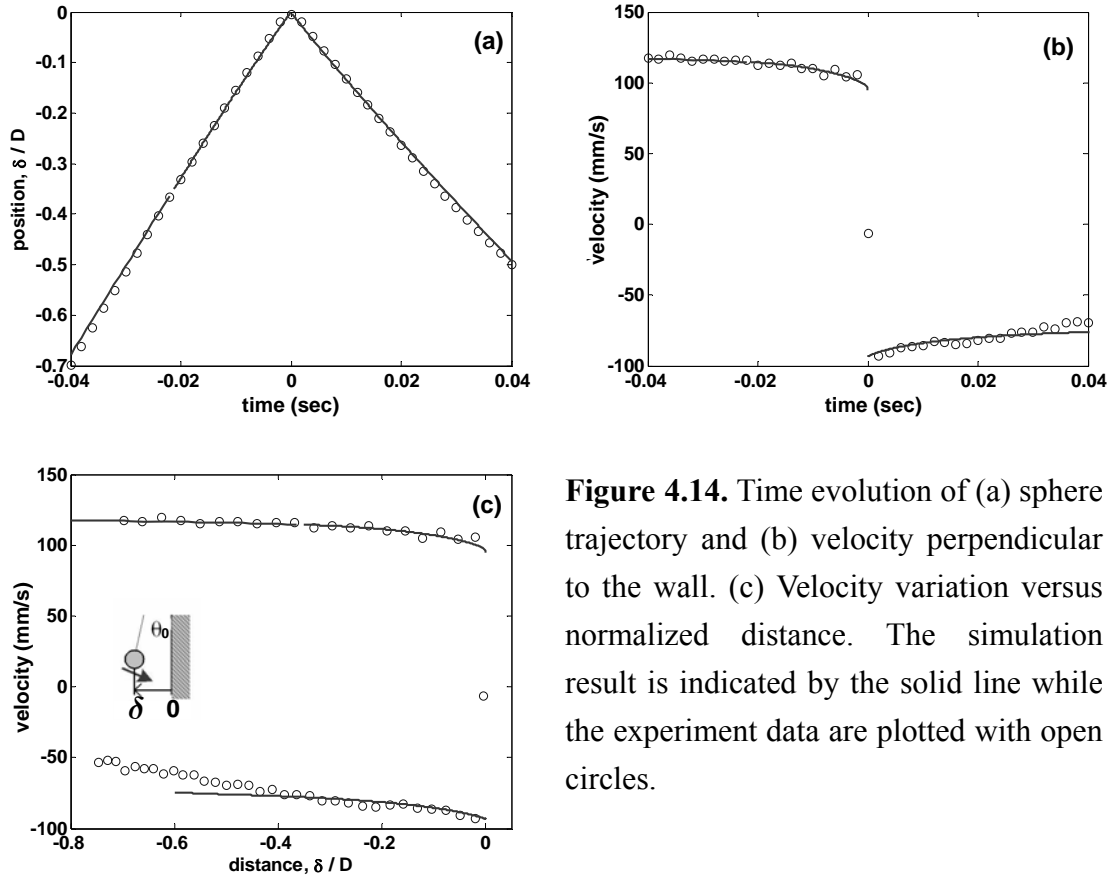 (a)
position, δ / D
0
-0.1
-0.2
-0.3
-0.4
-0.5
-0.6
-0.7
-0.04
-0.02
0
0.02
0.04
time (sec)
(b)
velocity (mm/s)
150
100
50
0
-50
-100
-0.04
-0.02
0
0.02
0.04
time (sec)
(c)
velocity (mm/s)
150
100
50
0
-50
-100
θ0
δ
0
-0.8
-0.6
-0.4
-0.2
0
distance, δ / D
Figure 4.14. Time evolution of (a) sphere
trajectory and (b) velocity perpendicular
to the wall. (c) Velocity variation versus
normalized distance. The simulation
result is indicated by the solid line while
the experiment data are plotted with open
circles.